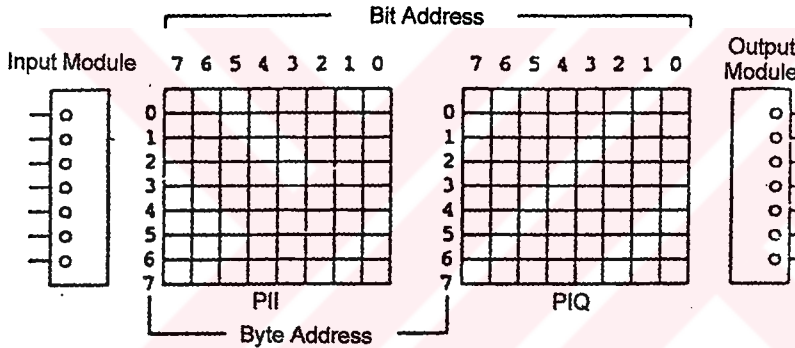 Bit Address
Input Module
7 6 5 4 3 2 1 0
7 6 5 4 3 2 1 0
Output
Module
0
1
2
3
4
5
6
7
0
1
2
3
4
5
6
7
PII
PIQ
Byte Address